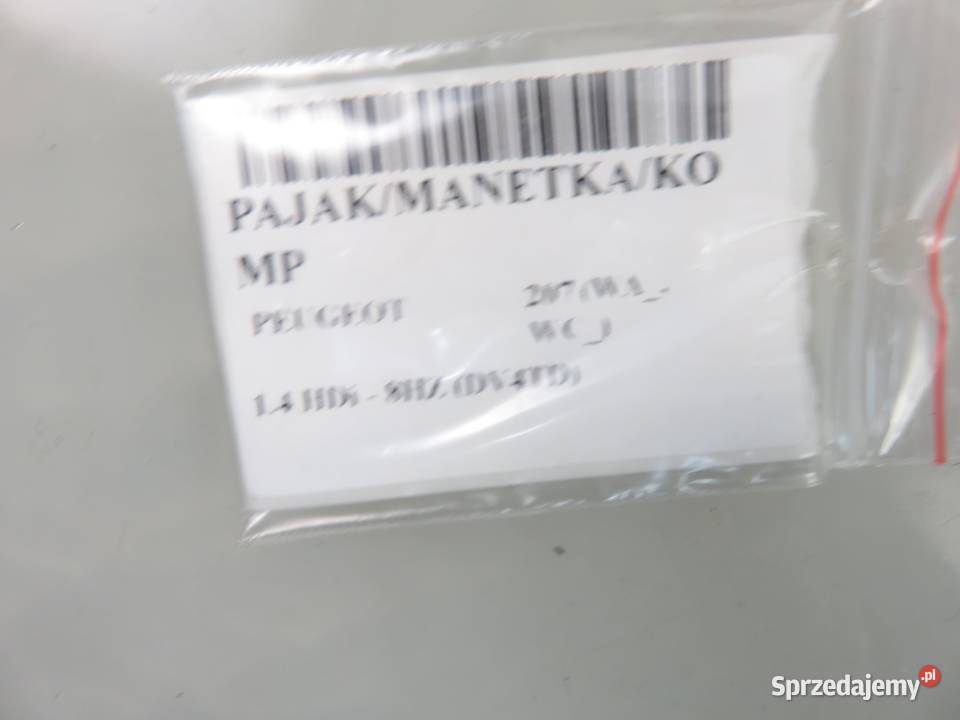 PAJAK/MANETKA/KO
MP
PEUGEOT 207 (WA_-
WC_)
1.4 HDi - 8HZ (DV4TD)
Sprzedajemy.pl